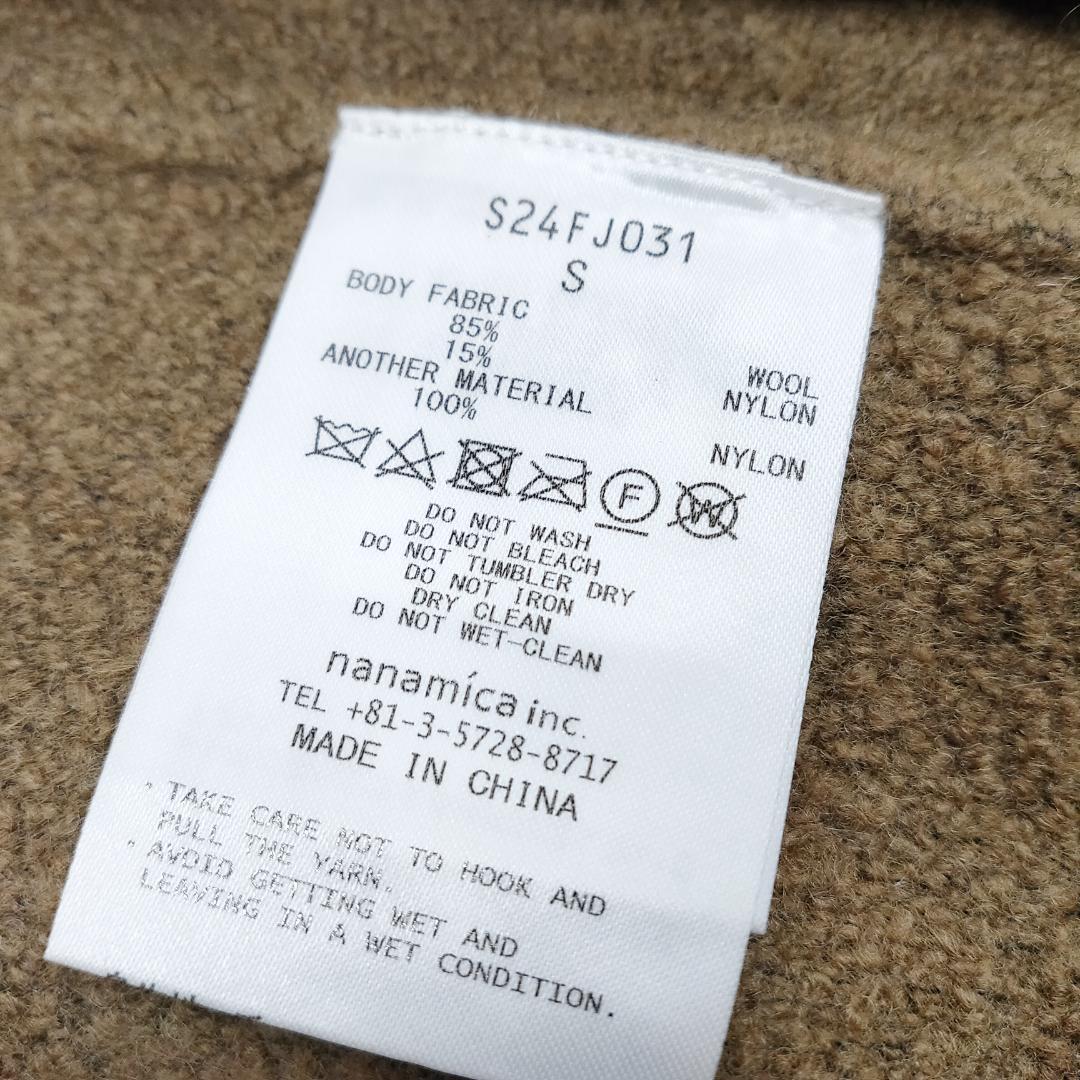 S24FJ031
S
BODY FABRIC
85% WOOL
15% NYLON
ANOTHER MATERIAL
100% NYLON
F W
DO NOT WASH
DO NOT BLEACH
DO NOT TUMBLER DRY
DO NOT IRON
DRY CLEAN
DO NOT WET-CLEAN
nanamíca inc.
TEL +81-3-5728-8717
MADE IN CHINA
・TAKE CARE NOT TO HOOK AND
PULL THE YARN.
・AVOID GETTING WET AND
LEAVING IN A WET CONDITION.